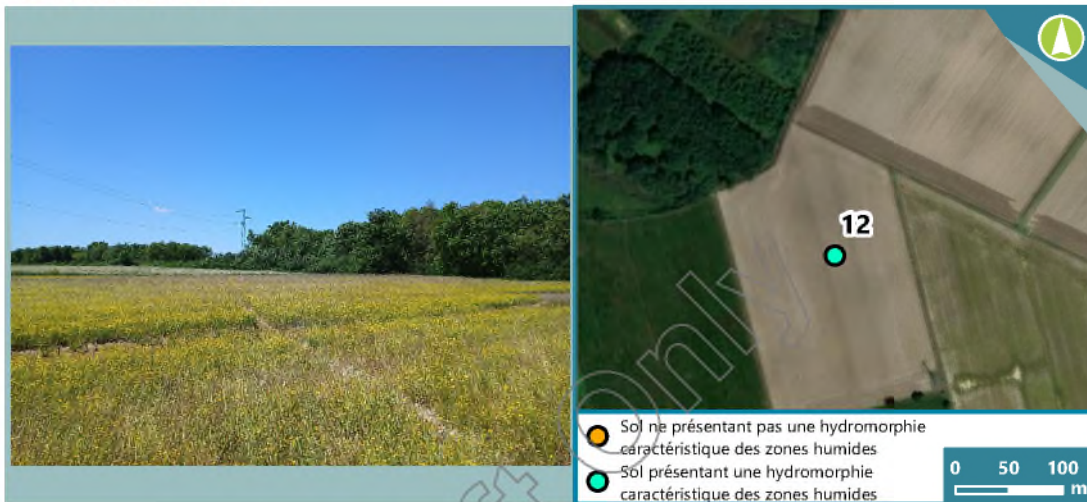 12
Sol ne présentant pas une hydromorphie
caractéristique des zones humides
Sol présentant une hydromorphie
caractéristique des zones humides
0 50 100
m
Only